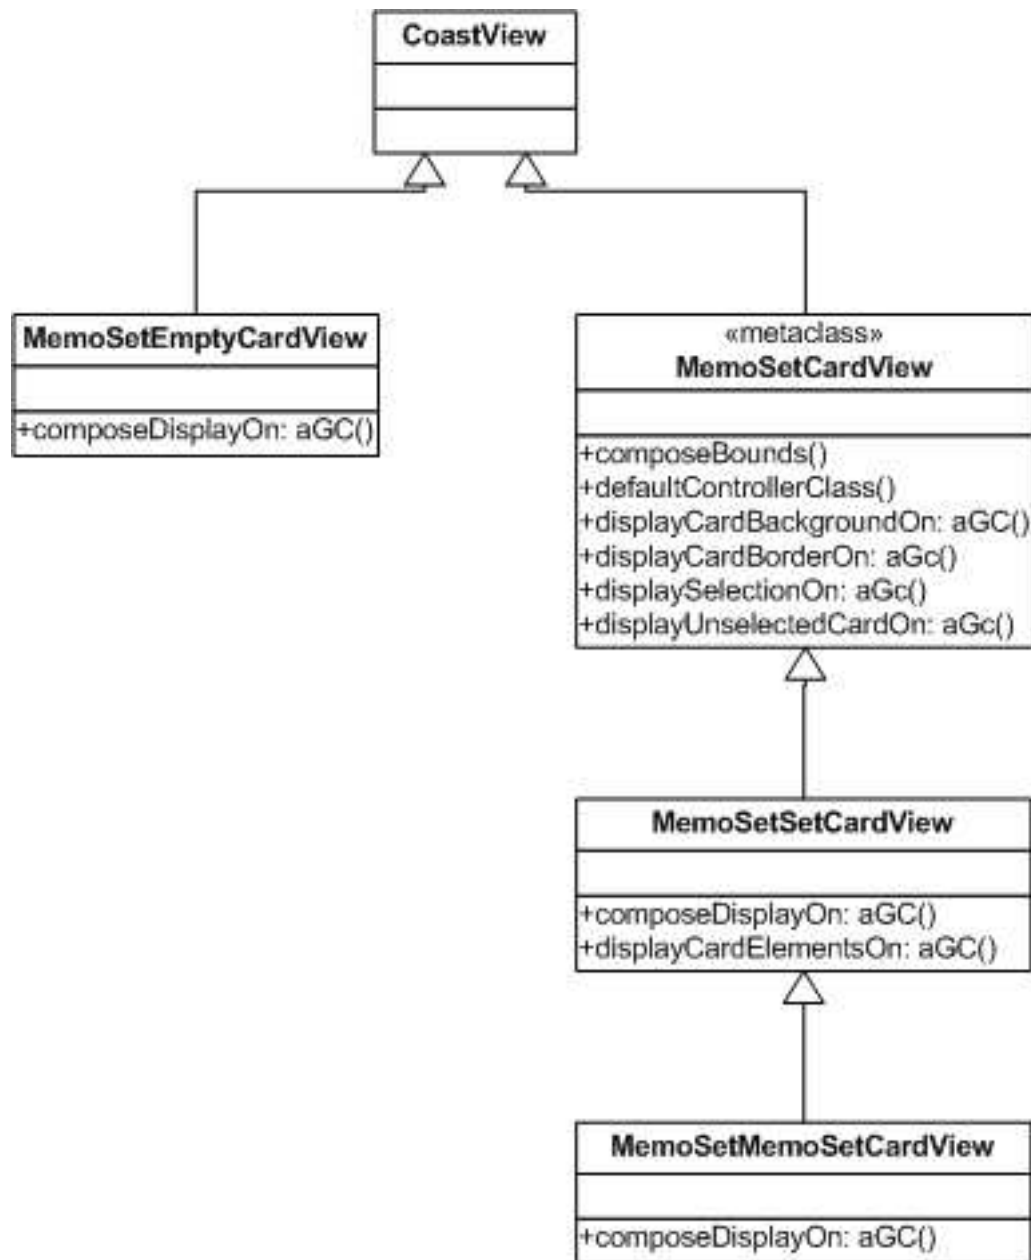 CoastView
MemoSetEmptyCardView
+composeDisplayOn: aGC()
«metaclass»
MemoSetCardView
+composeBounds()
+defaultControllerClass()
+displayCardBackgroundOn: aGC()
+displayCardBorderOn: aGc()
+displaySelectionOn: aGc()
+displayUnselectedCardOn: aGc()
MemoSetSetCardView
+composeDisplayOn: aGC()
+displayCardElementsOn: aGC()
MemoSetMemoSetCardView
+composeDisplayOn: aGC()